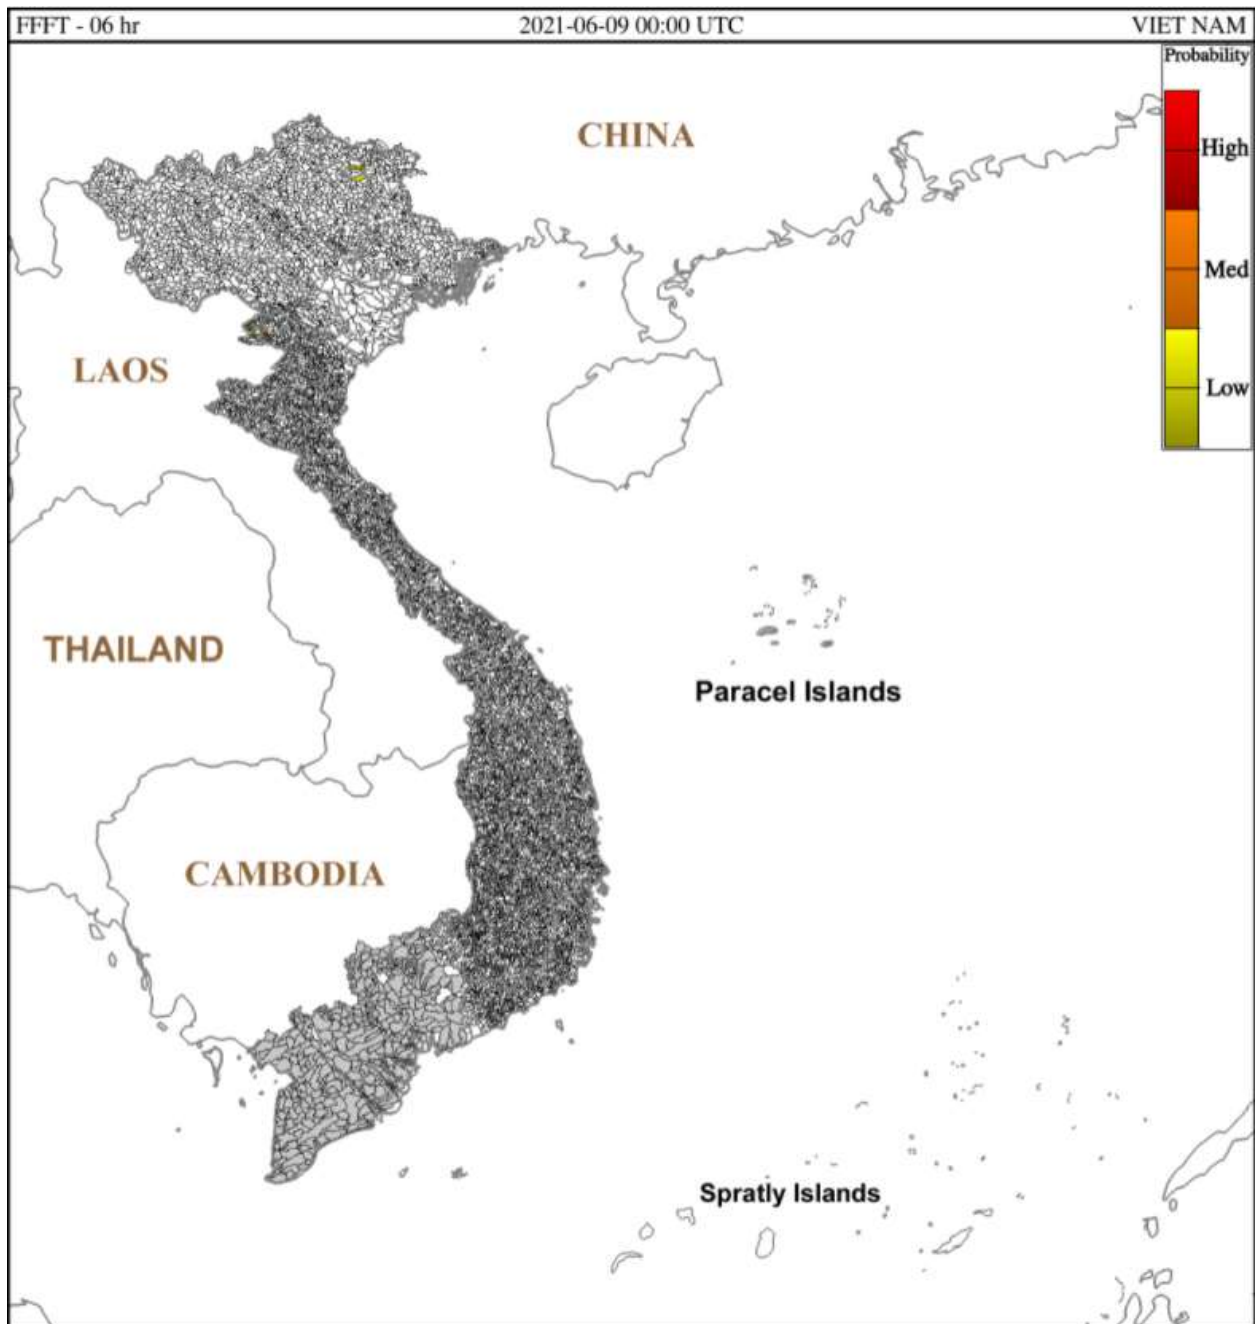 FFFT - 06 hr 2021-06-09 00:00 UTC VIET NAM
Probability
CHINA
High
Med
LAOS
Low
THAILAND
Paracel Islands
CAMBODIA
Spratly Islands